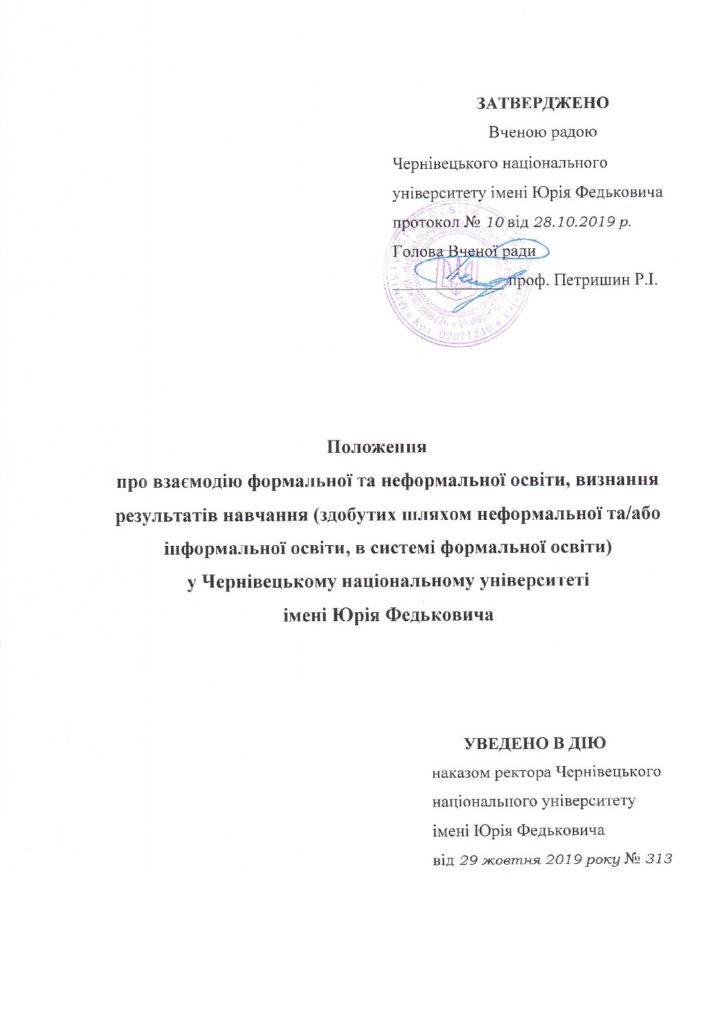 ЗАТВЕРДЖЕНО
Вченою радою
Чернівецького національного
університету імені Юрія Федьковича
протокол № 10 від 28.10.2019 р.
Голова Вченої ради
проф. Петришин Р.І.
Код 02071240
Положення
про взаємодію формальної та неформальної освіти, визнання
результатів навчання (здобутих шляхом неформальної та/або
інформальної освіти, в системі формальної освіти)
у Чернівецькому національному університеті
імені Юрія Федьковича
УВЕДЕНО В ДІЮ
наказом ректора Чернівецького
національного університету
імені Юрія Федьковича
від 29 жовтня 2019 року № 313